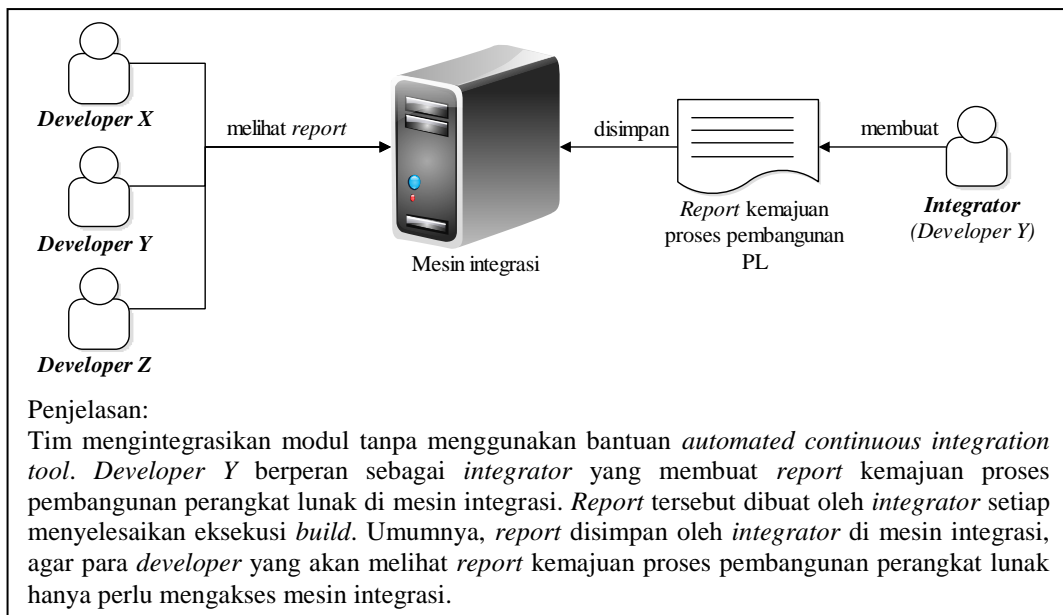 Developer X
melihat report
disimpan
membuat
Developer Y
Report kemajuan
proses pembangunan
PL
Integrator
(Developer Y)
Mesin integrasi
Developer Z
Penjelasan:
Tim mengintegrasikan modul tanpa menggunakan bantuan automated continuous integration
tool. Developer Y berperan sebagai integrator yang membuat report kemajuan proses
pembangunan perangkat lunak di mesin integrasi. Report tersebut dibuat oleh integrator setiap
menyelesaikan eksekusi build. Umumnya, report disimpan oleh integrator di mesin integrasi,
agar para developer yang akan melihat report kemajuan proses pembangunan perangkat lunak
hanya perlu mengakses mesin integrasi.